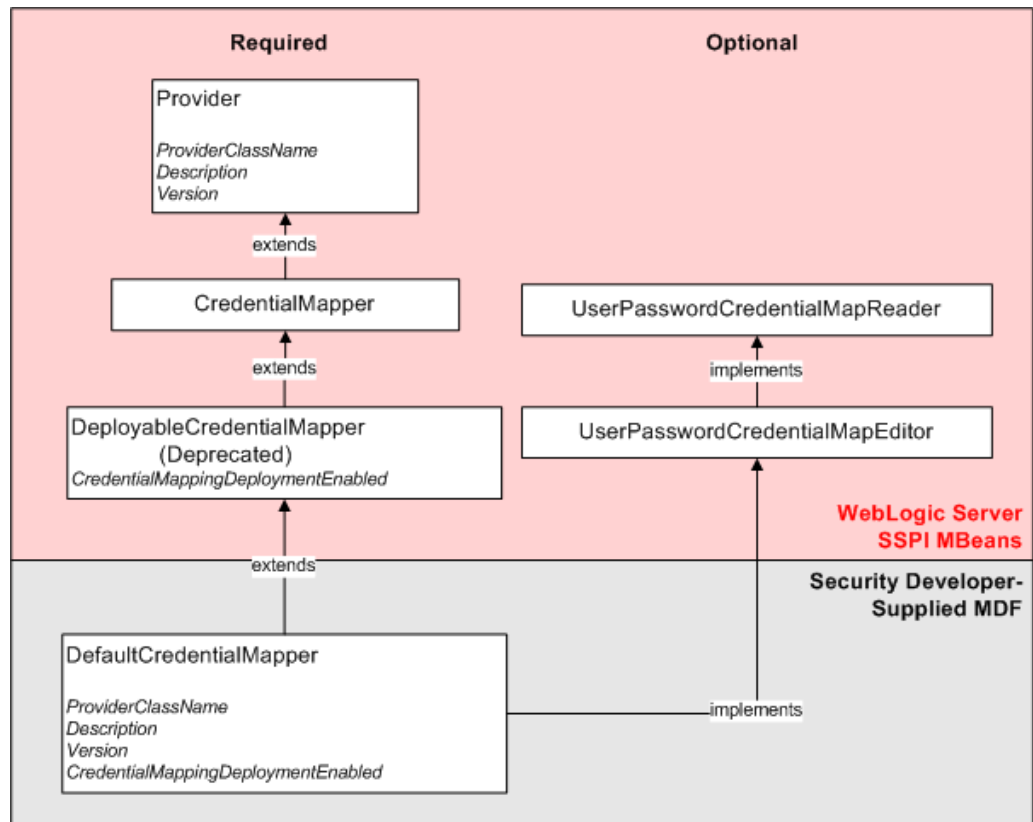 Required
Optional
Provider
ProviderClassName
Description
Version
extends
CredentialMapper
UserPasswordCredentialMapReader
extends
implements
DeployableCredentialMapper
(Deprecated)
CredentialMappingDeploymentEnabled
UserPasswordCredentialMapEditor
WebLogic Server
SSPI MBeans
extends
Security Developer-
Supplied MDF
DefaultCredentialMapper
ProviderClassName
Description
Version
CredentialMappingDeploymentEnabled
implements